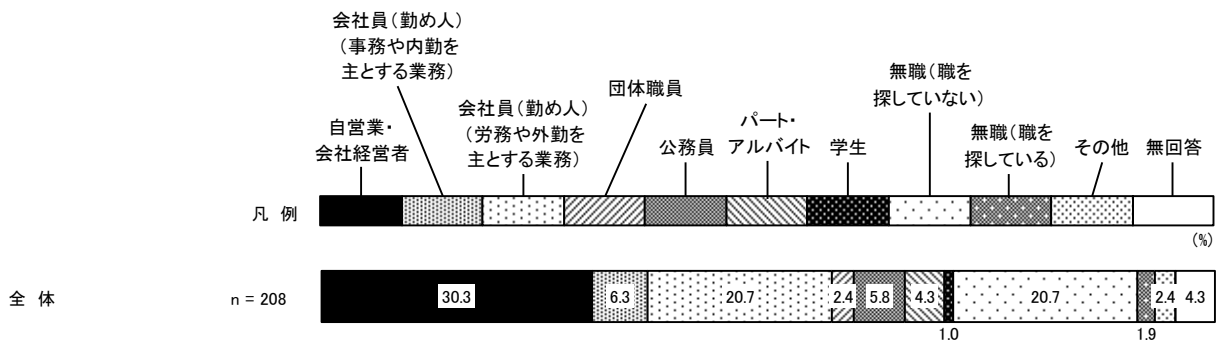 会社員（勤め人）
（事務や内勤を
主とする業務）
自営業・
会社経営者
会社員（勤め人）
（労務や外勤を
主とする業務）
団体職員
公務員
パート・
アルバイト
学生
無職（職を
探していない）
無職（職を
探している）
その他
無回答
凡 例
(%)
全 体
n = 208
30.3
6.3
20.7
2.4
5.8
4.3
1.0
20.7
1.9
2.4
4.3